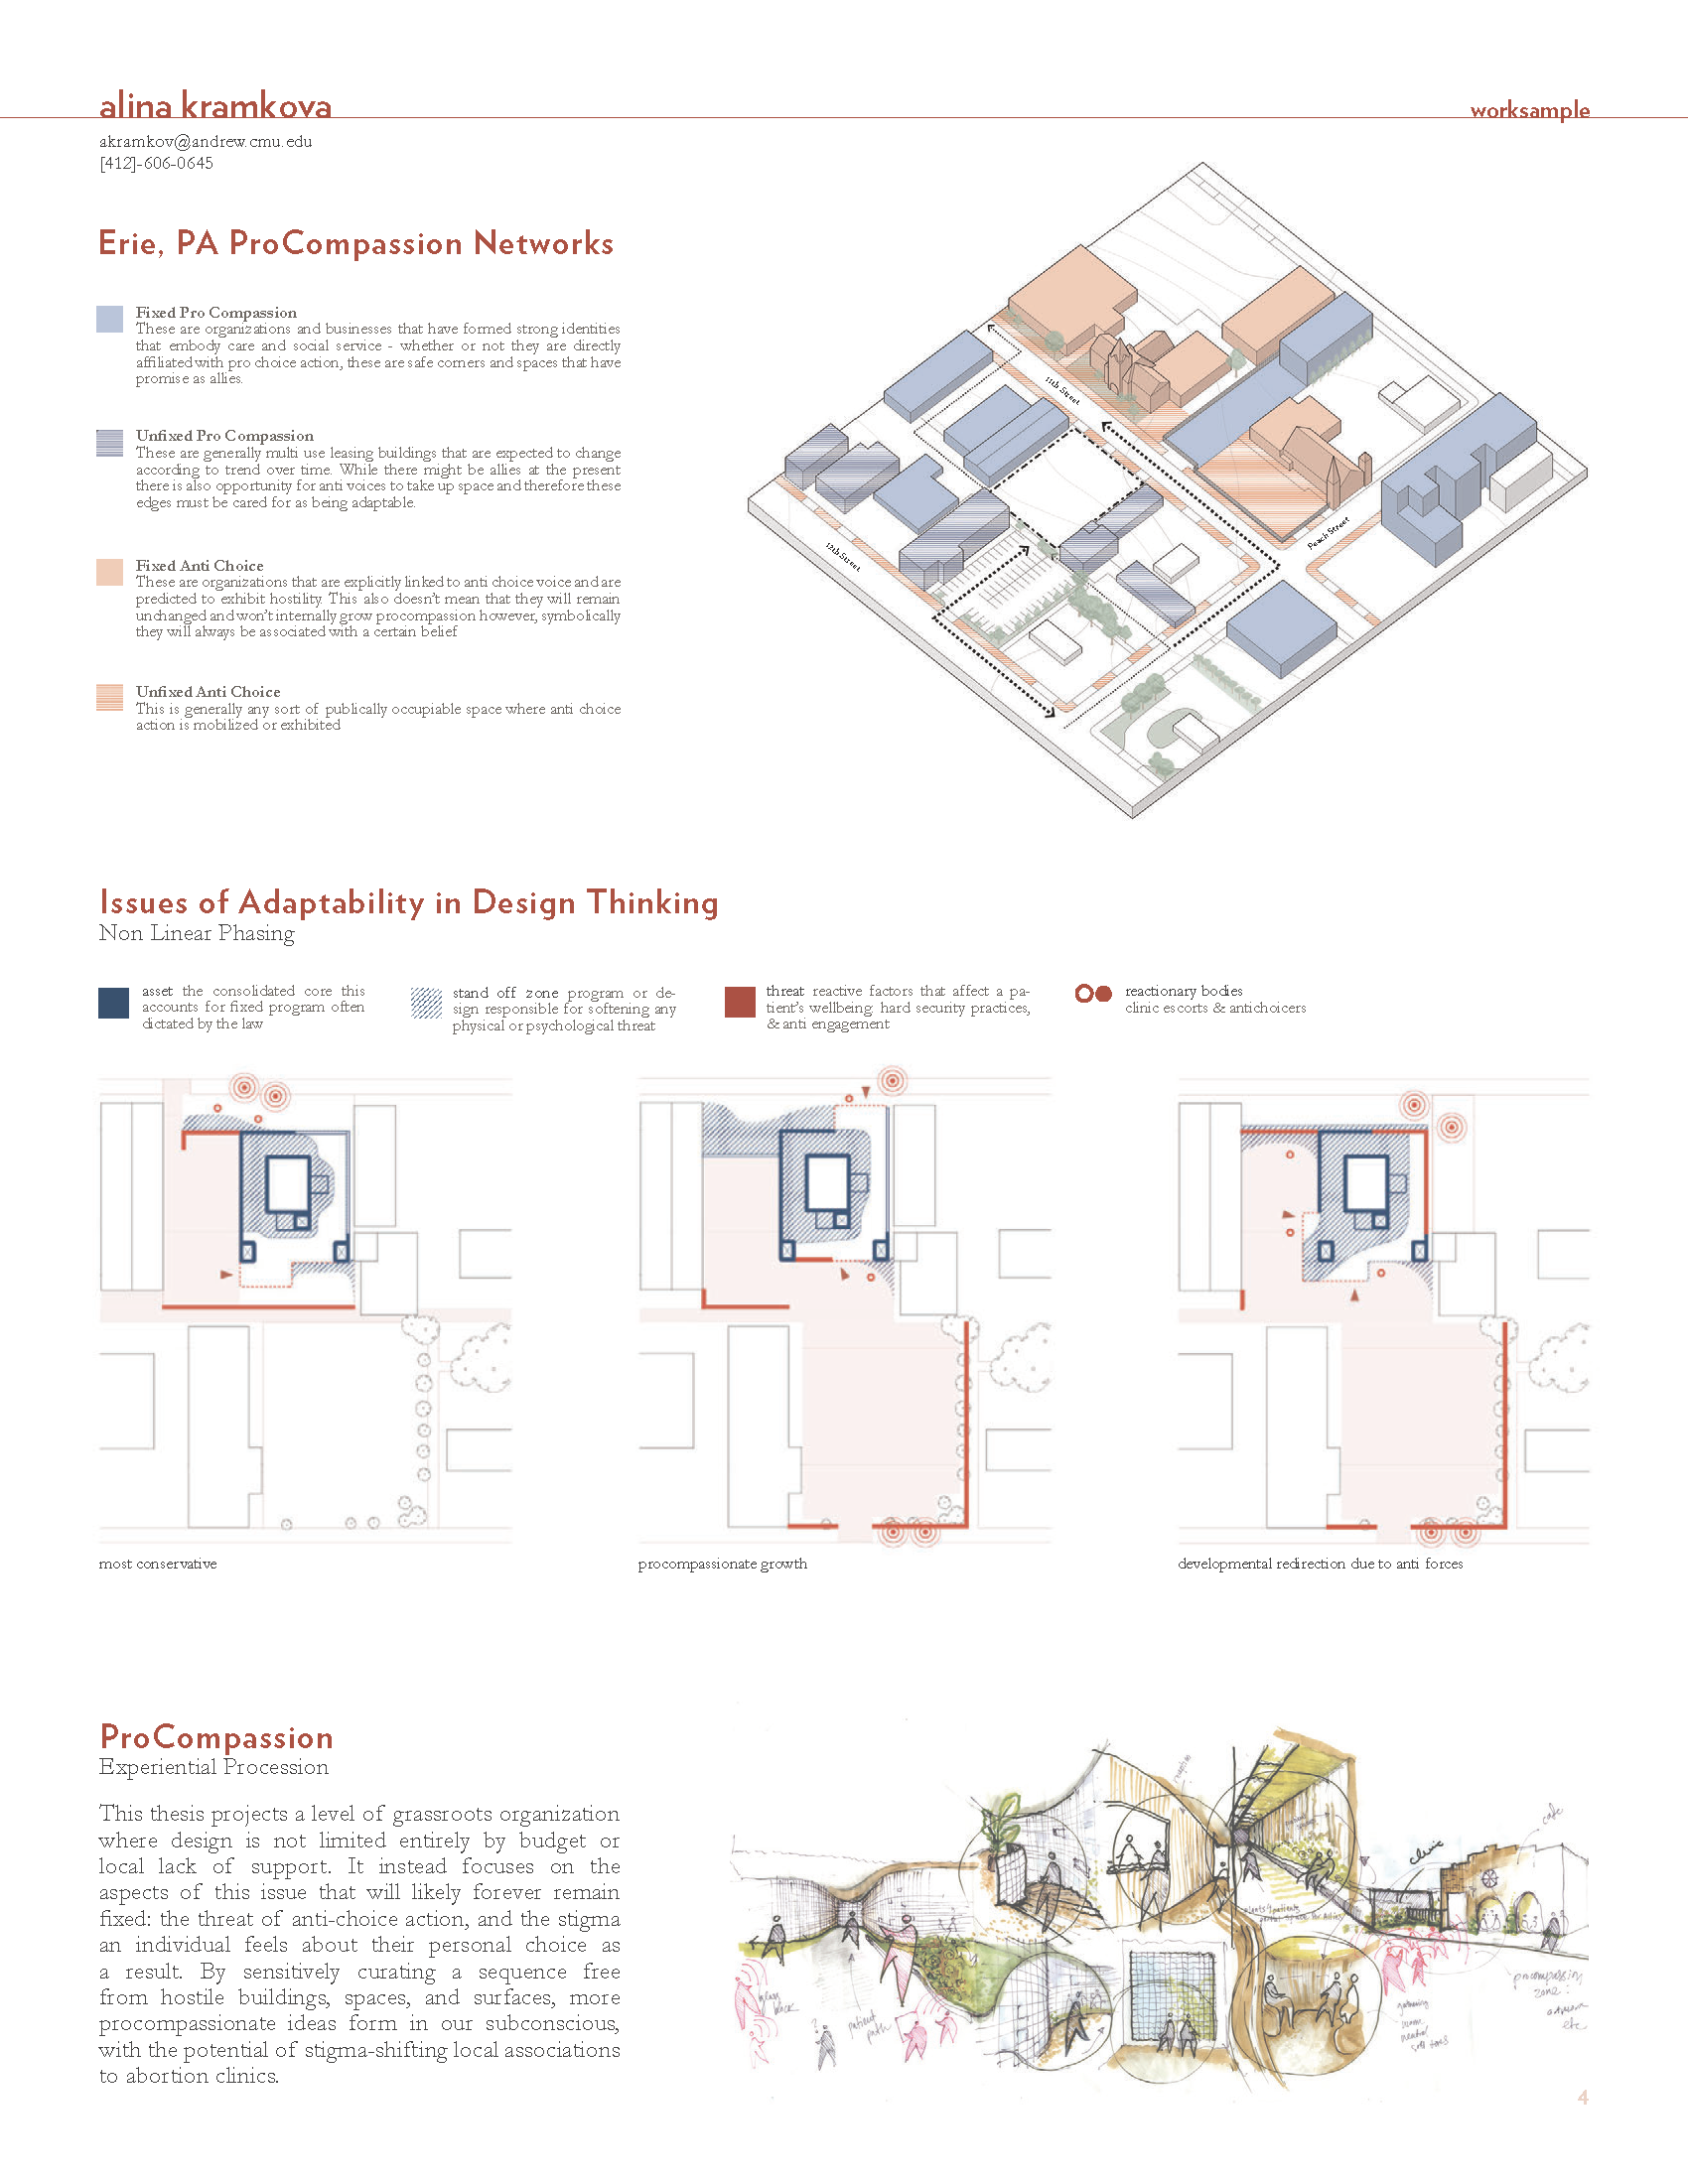 alina kramkova
worksample
akramkov@andrew.cmu.edu
[412]-606-0645
Erie, PA ProCompassion Networks
Fixed Pro Compassion
These are organizations and businesses that have formed strong identities
that embody care and social service - whether or not they are directly
affiliated with pro choice action, these are safe corners and spaces that have
promise as allies.
Unfixed Pro Compassion
These are generally multi use leasing buildings that are expected to change
according to trend over time. While there might be allies at the present
there is also opportunity for anti voices to take up space and therefore these
edges must be cared for as being adaptable.
Fixed Anti Choice
These are organizations that are explicitly linked to anti choice voice and are
predicted to exhibit hostility. This also doesn't mean that they will remain
unchanged and won't internally grow procompassion however, symbolically
they will always be associated with a certain belief
Unfixed Anti Choice
This is generally any sort of publically occupiable space where anti choice
action is mobilized or exhibited
11th Street
12th Street
Peach Street
Issues of Adaptability in Design Thinking
Non Linear Phasing
asset the consolidated core this
accounts for fixed program often
dictated by the law
stand off zone program or de-
sign responsible for softening any
physical or psychological threat
threat reactive factors that affect a pa-
tient's wellbeing: hard security practices,
& anti engagement
reactionary bodies
clinic escorts & antichoicers
most conservative
procompassionate growth
developmental redirection due to anti forces
ProCompassion
Experiential Procession
This thesis projects a level of grassroots organization
where design is not limited entirely by budget or
local lack of support. It instead focuses on the
aspects of this issue that will likely forever remain
fixed: the threat of anti-choice action, and the stigma
an individual feels about their personal choice as
a result. By sensitively curating a sequence free
from hostile buildings, spaces, and surfaces, more
procompassionate ideas form in our subconscious,
with the potential of stigma-shifting local associations
to abortion clinics.
reception
cafe
clinic
glass
block
patient
path
procompassion
zone!
etc
gathering
warm
neutral
soft tones
4